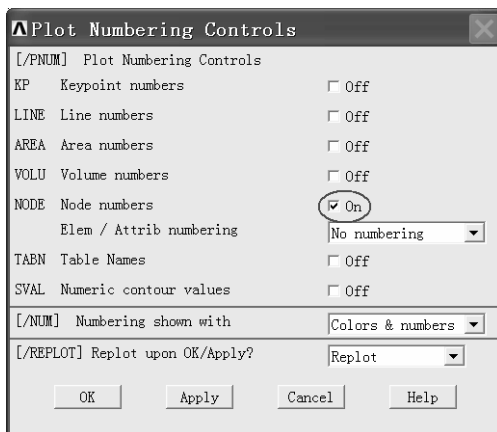 Plot Numbering Controls
[/PNUM] Plot Numbering Controls
KP Keypoint numbers Off
LINE Line numbers Off
AREA Area numbers Off
VOLU Volume numbers Off
NODE Node numbers On
Elem / Attrib numbering No numbering
TABN Table Names Off
SVAL Numeric contour values Off
[/NUM] Numbering shown with Colors & numbers
[/REPLOT] Replot upon OK/Apply? Replot
OK Apply Cancel Help